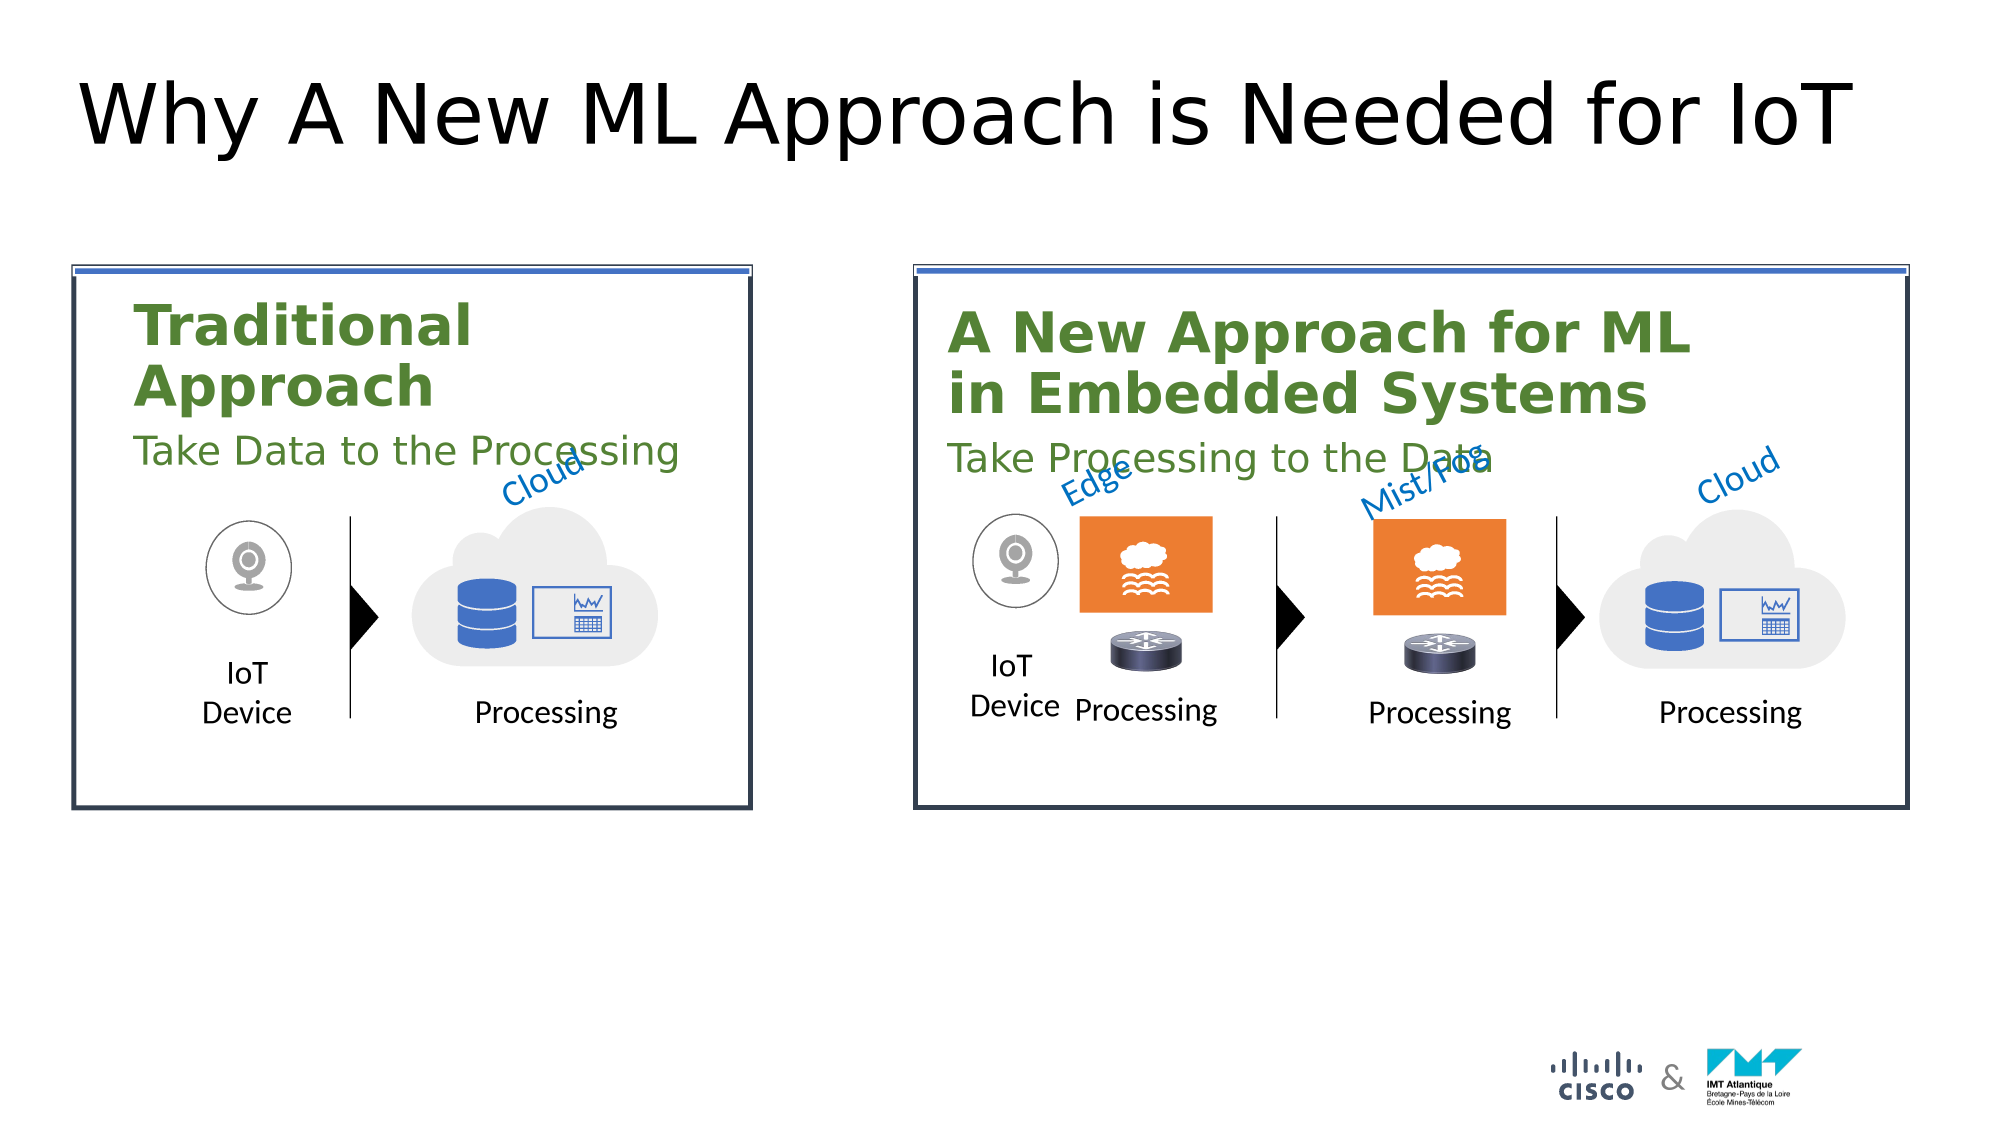 Why A New ML Approach is Needed for IoT
Traditional
Approach
Take Data to the Processing
Cloud
IoT
Device
Processing
A New Approach for ML
in Embedded Systems
Take Processing to the Data
Edge
Mist/Fog
Cloud
IoT
Device
Processing
Processing
Processing
CISCO
&
IMT Atlantique
Bretagne-Pays de la Loire
École Mines-Télécom